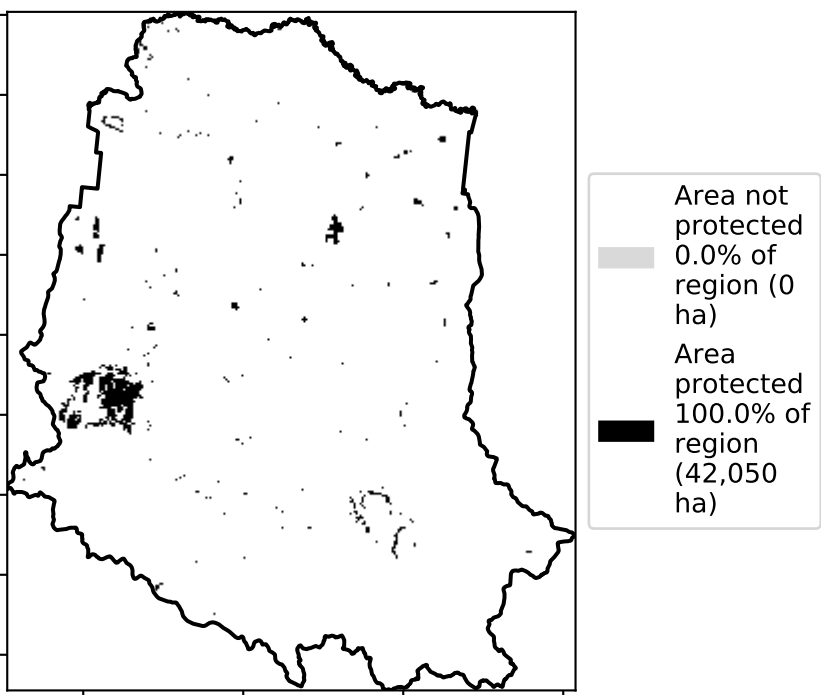 Area not
protected
0.0% of
region (0
ha)
Area
protected
100.0% of
region
(42,050
ha)